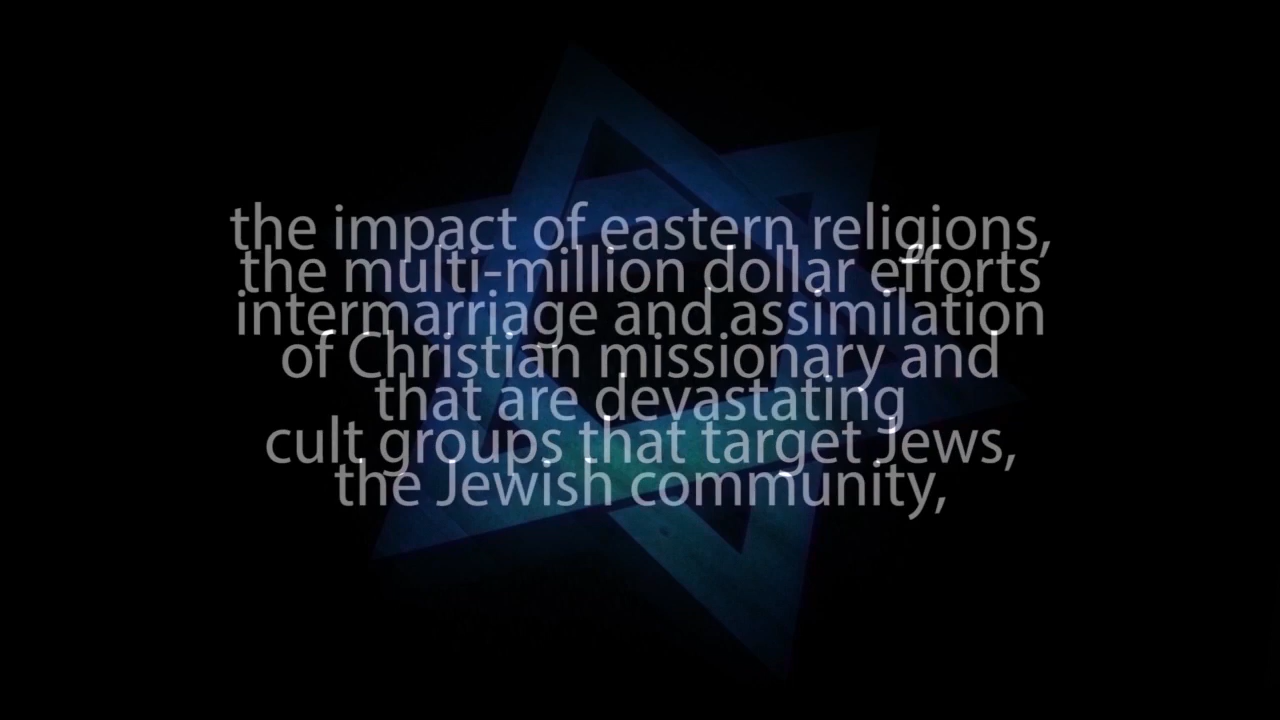 the impact of eastern religions,
the multi-million dollar efforts
intermarriage and assimilation
of Christian missionary and
that are devastating
cult groups that target Jews,
the Jewish community,